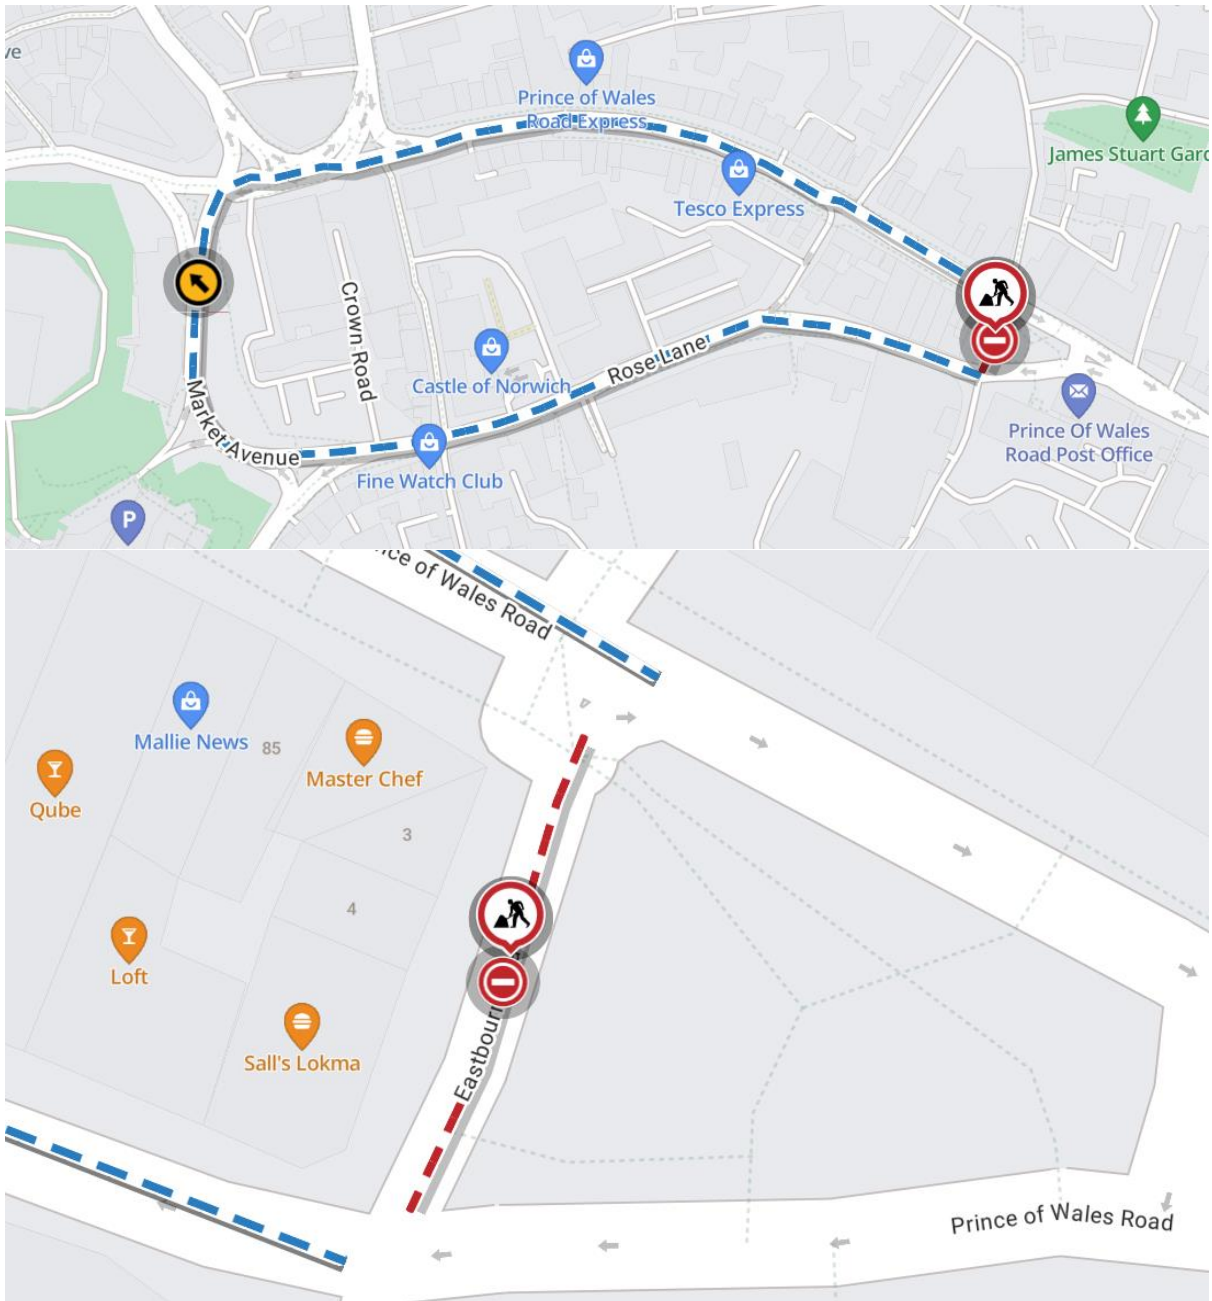 ve
Prince of Wales
Road Express
James Stuart Gard
Tesco Express
Crown Road
Castle of Norwich
Rose Lane
Market Avenue
Fine Watch Club
Prince Of Wales
Road Post Office
P
nce of Wales Road
Mallie News
85
Master Chef
Qube
3
4
Loft
Sall's Lokma
Eastbourn
Prince of Wales Road